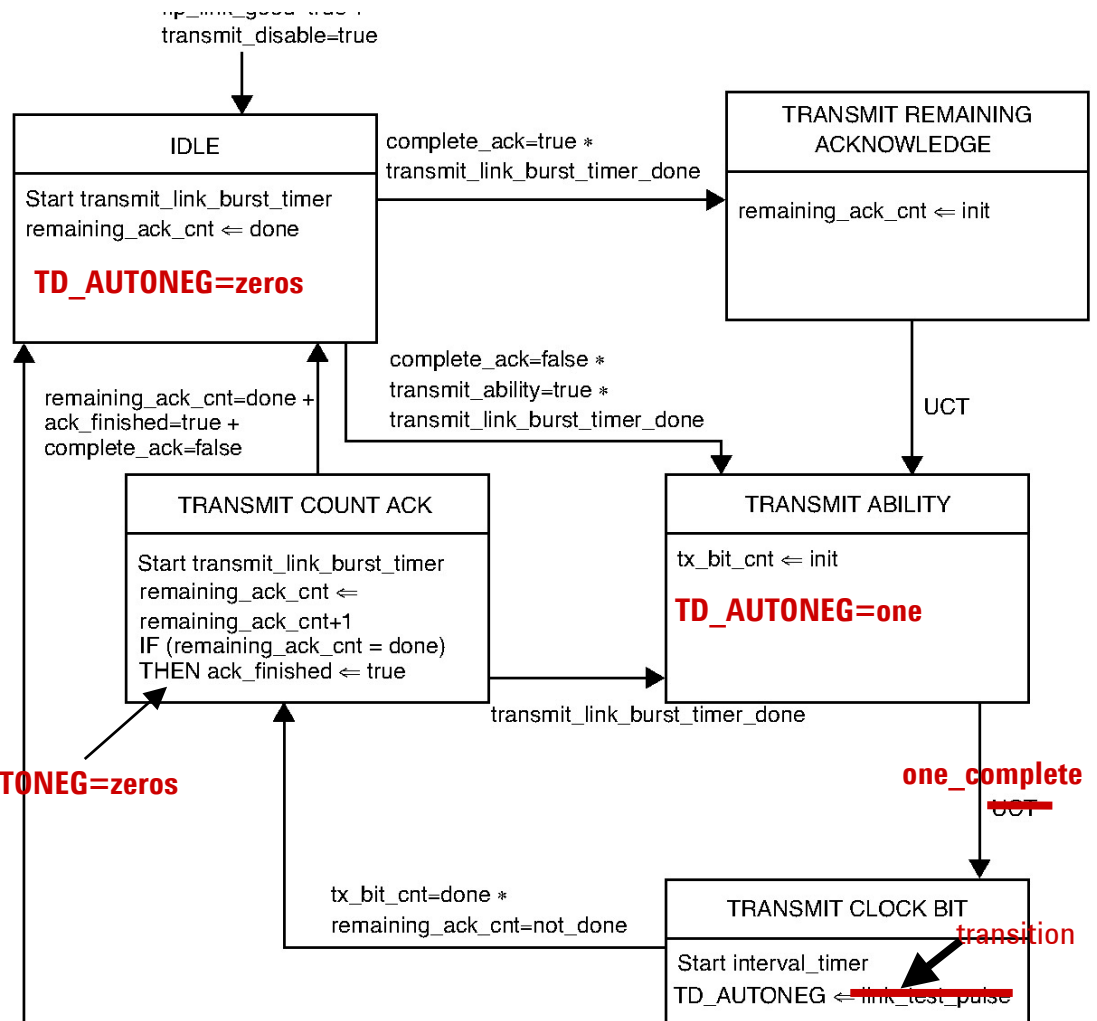 transmit_disable=true
IDLE
Start transmit_link_burst_timer
remaining_ack_cnt ⇐ done
TD_AUTONEG=zeros
complete_ack=true *
transmit_link_burst_timer_done
TRANSMIT REMAINING
ACKNOWLEDGE
remaining_ack_cnt ⇐ init
remaining_ack_cnt=done +
ack_finished=true +
complete_ack=false
complete_ack=false *
transmit_ability=true *
transmit_link_burst_timer_done
UCT
TRANSMIT COUNT ACK
Start transmit_link_burst_timer
remaining_ack_cnt ⇐
remaining_ack_cnt+1
IF (remaining_ack_cnt = done)
THEN ack_finished ⇐ true
TRANSMIT ABILITY
tx_bit_cnt ⇐ init
TD_AUTONEG=one
transmit_link_burst_timer_done
TONEG=zeros
one_complete
UCT
tx_bit_cnt=done *
remaining_ack_cnt=not_done
TRANSMIT CLOCK BIT
transition
Start interval_timer
TD_AUTONEG ⇐ link_test_pulse